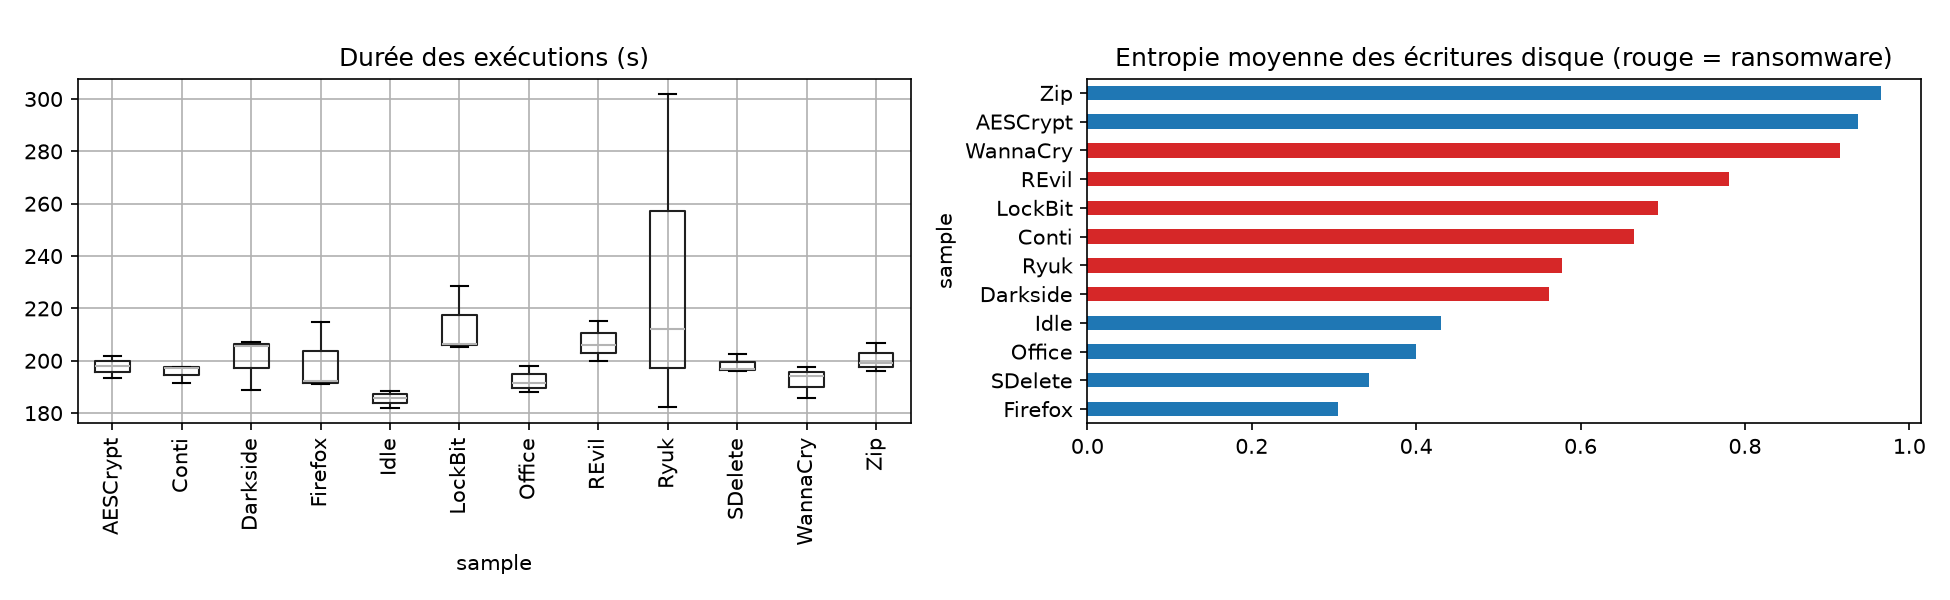 Durée des exécutions (s)
300
280
260
240
220
200
180
AESCrypt
Conti
Darkside
Firefox
Idle
LockBit
Office
REvil
Ryuk
SDelete
WannaCry
Zip
sample
Entropie moyenne des écritures disque (rouge = ransomware)
sample
Zip
AESCrypt
WannaCry
REvil
LockBit
Conti
Ryuk
Darkside
Idle
Office
SDelete
Firefox
0.0 0.2 0.4 0.6 0.8 1.0